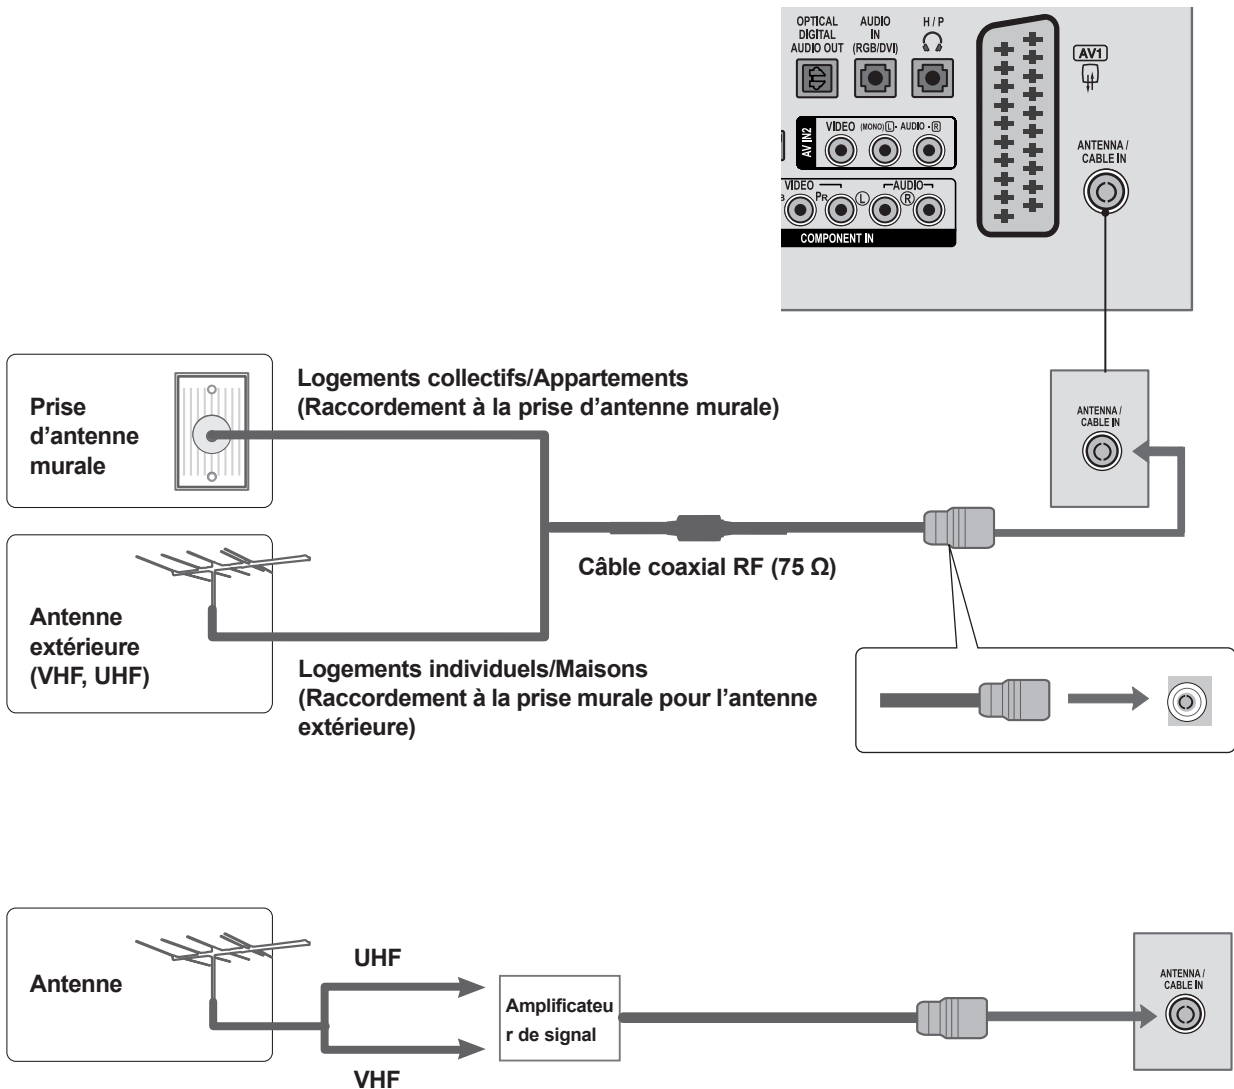 OPTICAL
DIGITAL
AUDIO OUT
AUDIO
IN
(RGB/DVI)
H / P
AV1
AV IN2
VIDEO
(MONO) L - AUDIO - R
ANTENNA /
CABLE IN
VIDEO
AUDIO
B
PR
L
R
COMPONENT IN
Prise
d’antenne
murale
Logements collectifs/Appartements
(Raccordement à la prise d’antenne murale)
ANTENNA /
CABLE IN
Antenne
extérieure
(VHF, UHF)
Câble coaxial RF (75 Ω)
Logements individuels/Maisons
(Raccordement à la prise murale pour l’antenne
extérieure)
Antenne
UHF
VHF
Amplificateu
r de signal
ANTENNA /
CABLE IN